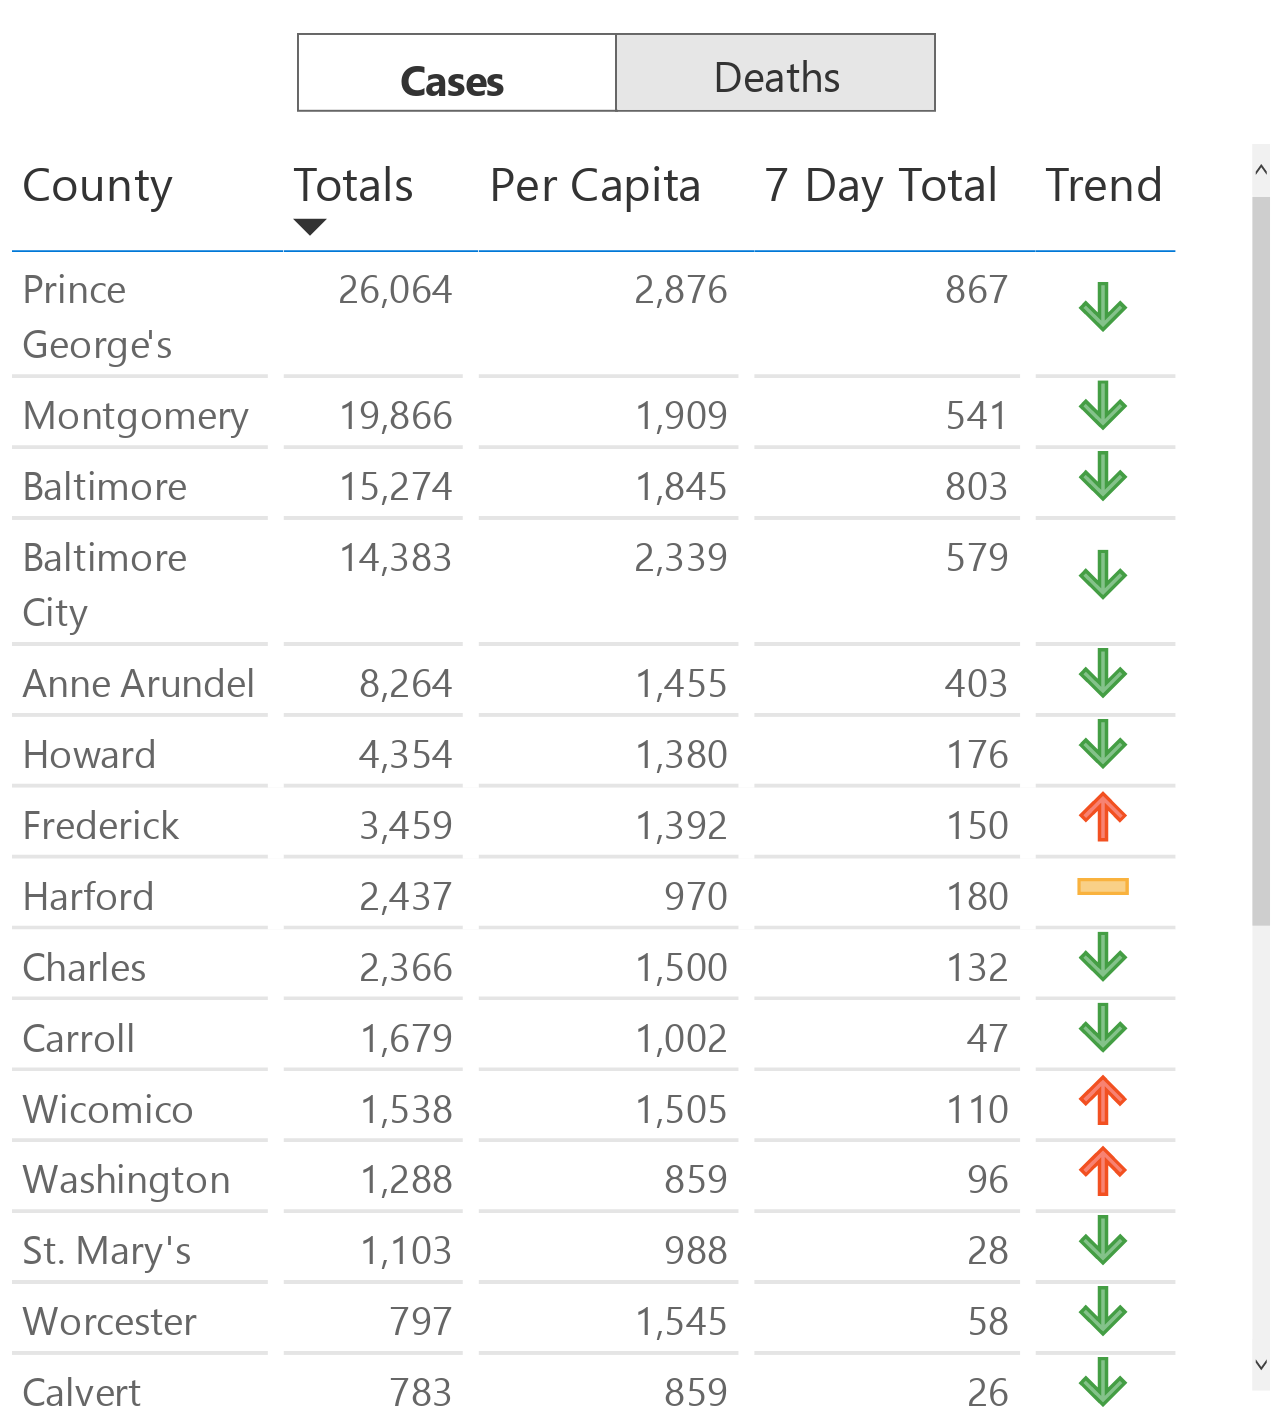 Cases Deaths
County Totals Per Capita 7 Day Total Trend
Prince 26,064 2,876 867
George's
Montgomery 19,866 1,909 541
Baltimore 15,274 1,845 803
Baltimore 14,383 2,339 579
City
Anne Arundel 8,264 1,455 403
Howard 4,354 1,380 176
Frederick 3,459 1,392 150
Harford 2,437 970 180
Charles 2,366 1,500 132
Carroll 1,679 1,002 47
Wicomico 1,538 1,505 110
Washington 1,288 859 96
St. Mary's 1,103 988 28
Worcester 797 1,545 58
Calvert 783 859 26